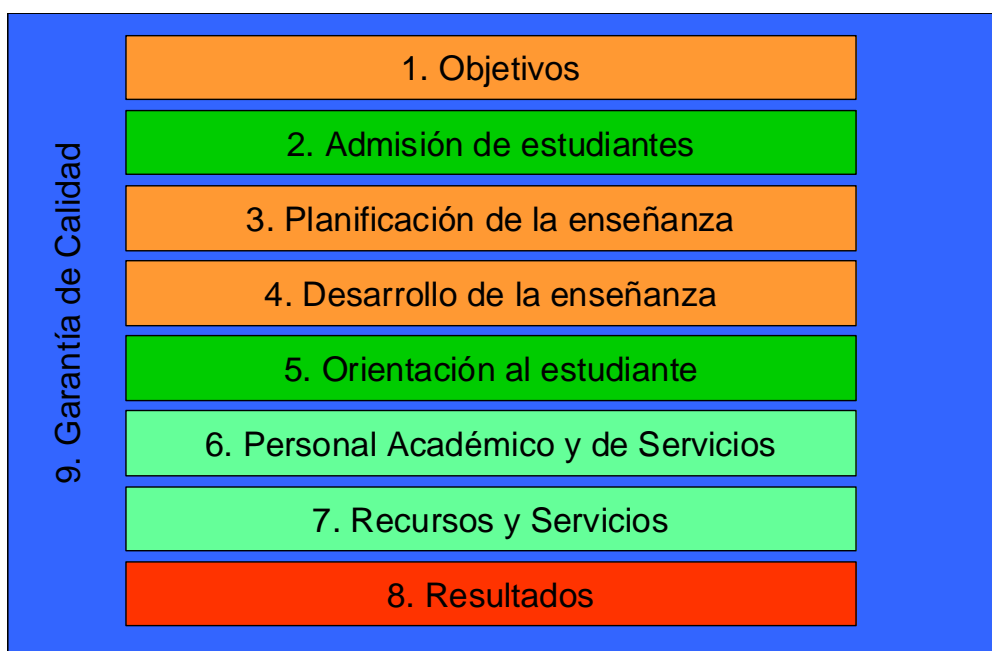 1. Objetivos
2. Admisión de estudiantes
3. Planificación de la enseñanza
4. Desarrollo de la enseñanza
5. Orientación al estudiante
6. Personal Académico y de Servicios
7. Recursos y Servicios
8. Resultados
9. Garantía de Calidad